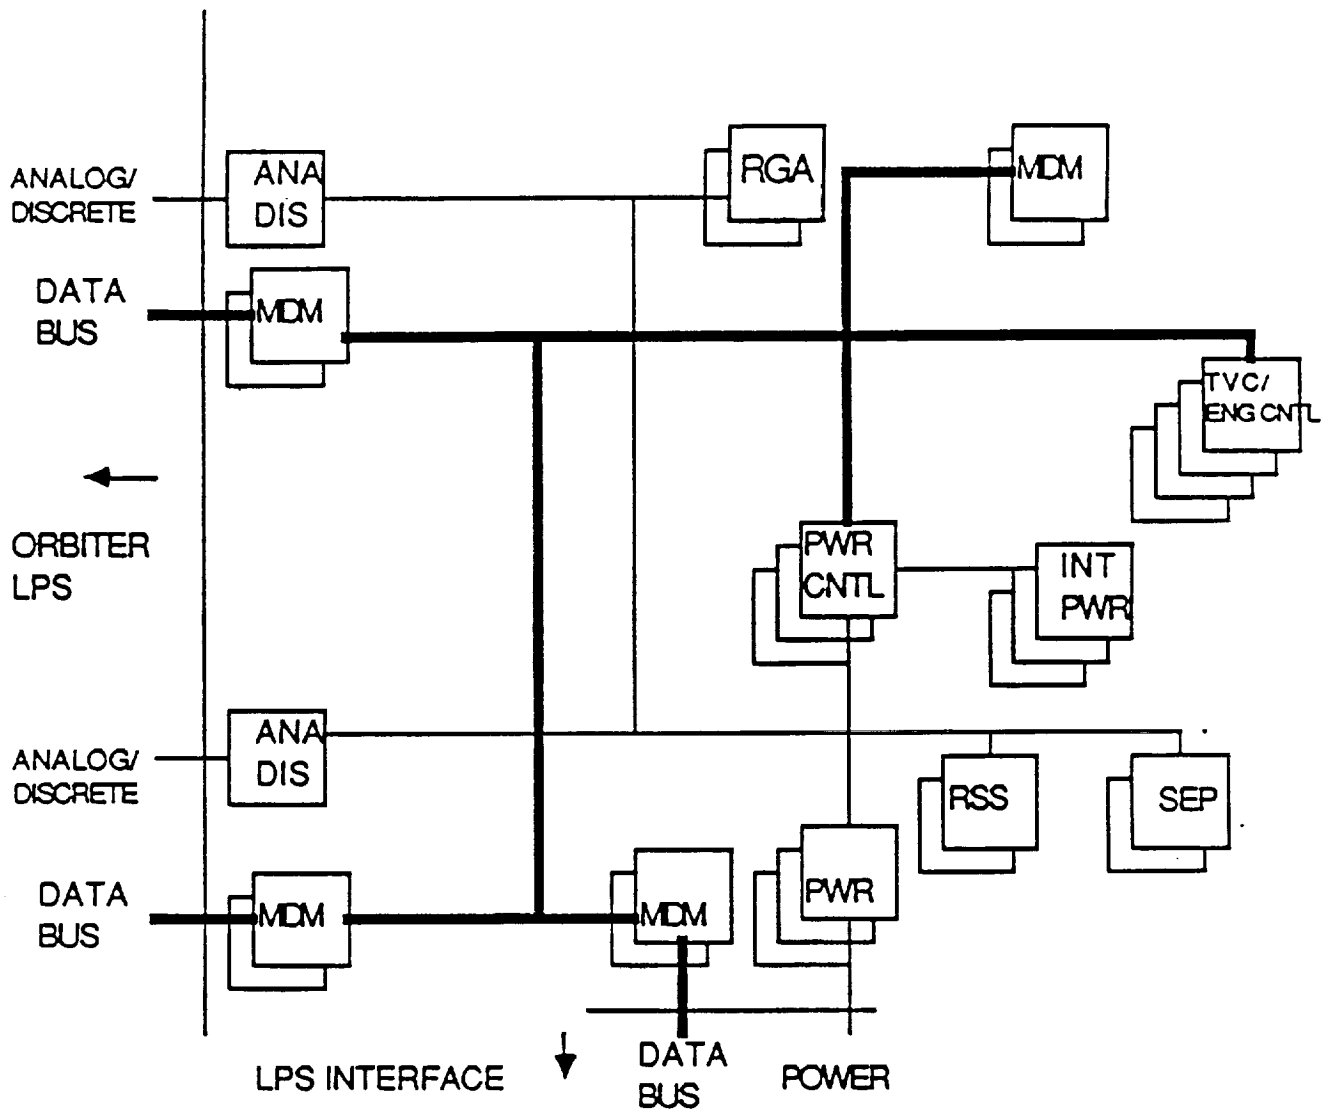 ANALOG/
DISCRETE
ANA
DIS
RGA
MDM
DATA
BUS
MDM
TVC/
ENG CNTL
ORBITER
LPS
PWR
CNTL
INT
PWR
ANALOG/
DISCRETE
ANA
DIS
RSS
SEP
DATA
BUS
MDM
MDM
PWR
LPS INTERFACE
DATA
BUS
POWER